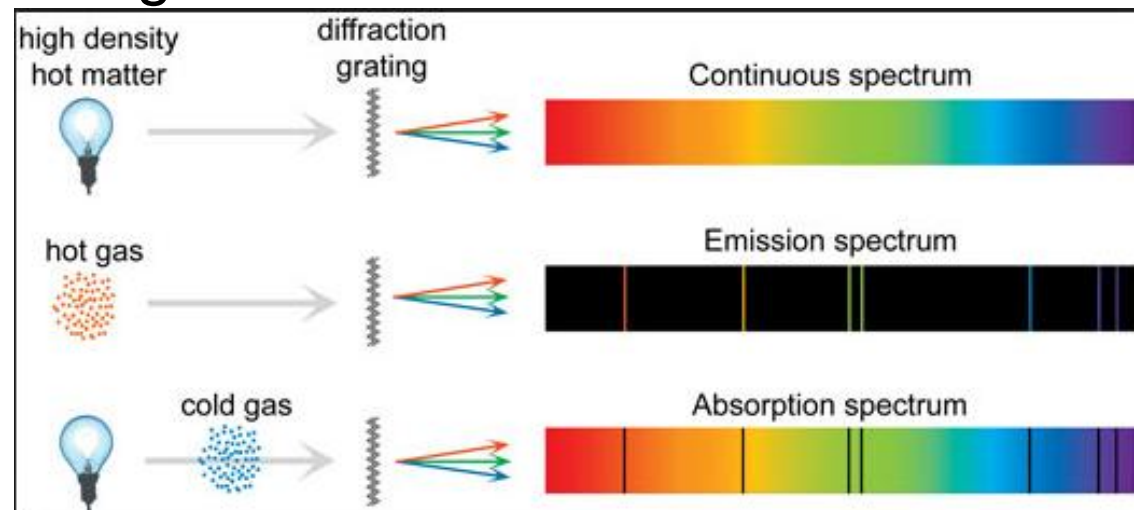 high density
hot matter
diffraction
grating
Continuous spectrum
hot gas
Emission spectrum
cold gas
Absorption spectrum